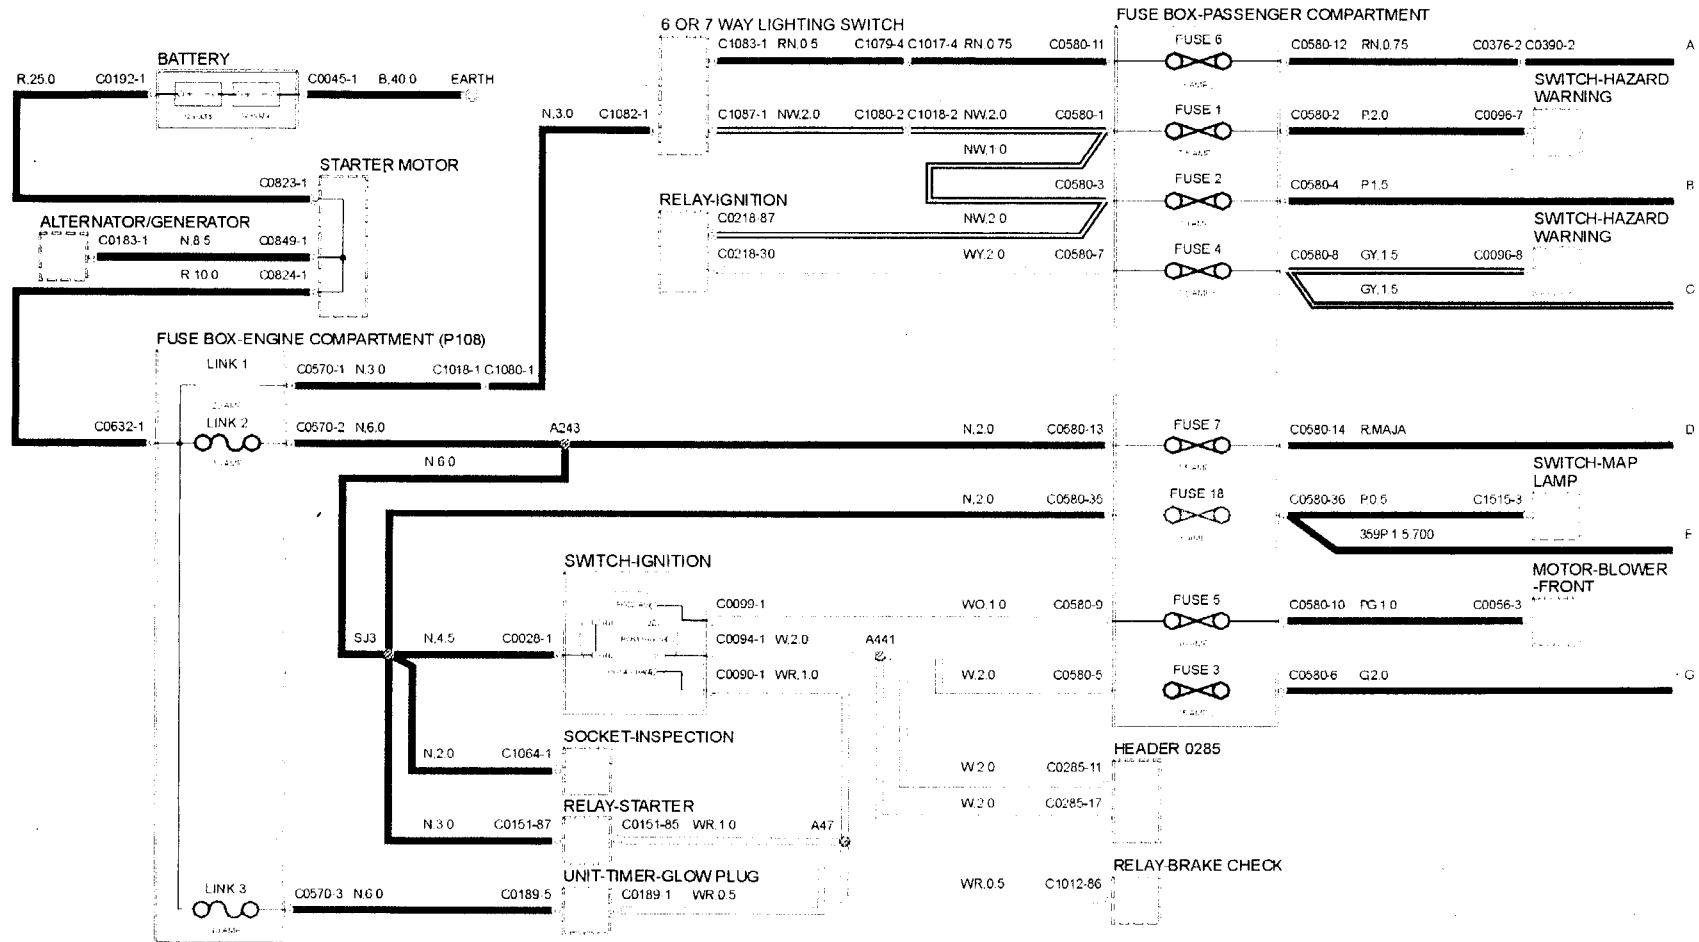 FUSE BOX-PASSENGER COMPARTMENT
6 OR 7 WAY LIGHTING SWITCH
C1083-1 RN.0 5 C1079-4 C1017-4 RN 0 75 C0580-11
FUSE 6
C0580-12 RN.0.75 C0376-2 C0390-2 A
BATTERY
R,25.0 C0192-1 C0045-1 B,40.0 EARTH
SWITCH-HAZARD
WARNING
N,3.0 C1082-1
C1087-1 NW,2.0 C1080-2 C1018-2 NW,2.0 C0580-1
FUSE 1
C0580-2 P.2.0 C0096-7
NW,1 0
STARTER MOTOR
C0823-1
C0580-3
FUSE 2
C0580-4 P 1.5 B
RELAY-IGNITION
C0218-87 NW.2 0
SWITCH-HAZARD
WARNING
ALTERNATOR/GENERATOR
C0183-1 N,8 5 C0849-1
C0218-30 WY.2 0 C0580-7
FUSE 4
C0580-8 GY,1.5 C0096-8
R 10.0 C0824-1
GY,1.5 C
FUSE BOX-ENGINE COMPARTMENT (P108)
LINK 1
C0570-1 N.3 0 C1018-1 C1080-1
LINK 2
C0632-1 C0570-2 N,6.0 A243
N,2.0 C0580-13
FUSE 7
C0580-14 R.MAJA D
N 6 0
SWITCH-MAP
LAMP
N,2.0 C0580-35
FUSE 18
C0580-36 P.0.5 C1515-3
359P 1 5.700
SWITCH-IGNITION
MOTOR-BLOWER
-FRONT
C0099-1 WO.1 0 C0580-9
FUSE 5
C0580-10 PG 1 0 C0056-3
SJ3 N,4.5 C0028-1
C0094-1 W.2.0 A441
C0090-1 WR,1.0
W.2.0 C0580-5
FUSE 3
C0580-6 G2.0 G
SOCKET-INSPECTION
N,2.0 C1064-1
HEADER 0285
W.2 0 C0285-11
W.2 0 C0285-17
RELAY-STARTER
N.3 0 C0151-87 C0151-85 WR.1 0 A47
UNIT-TIMER-GLOW PLUG
RELAY-BRAKE CHECK
WR.0.5 C1012-86
LINK 3
C0570-3 N,6 0 C0189-5 C0189 1 WR.0.5